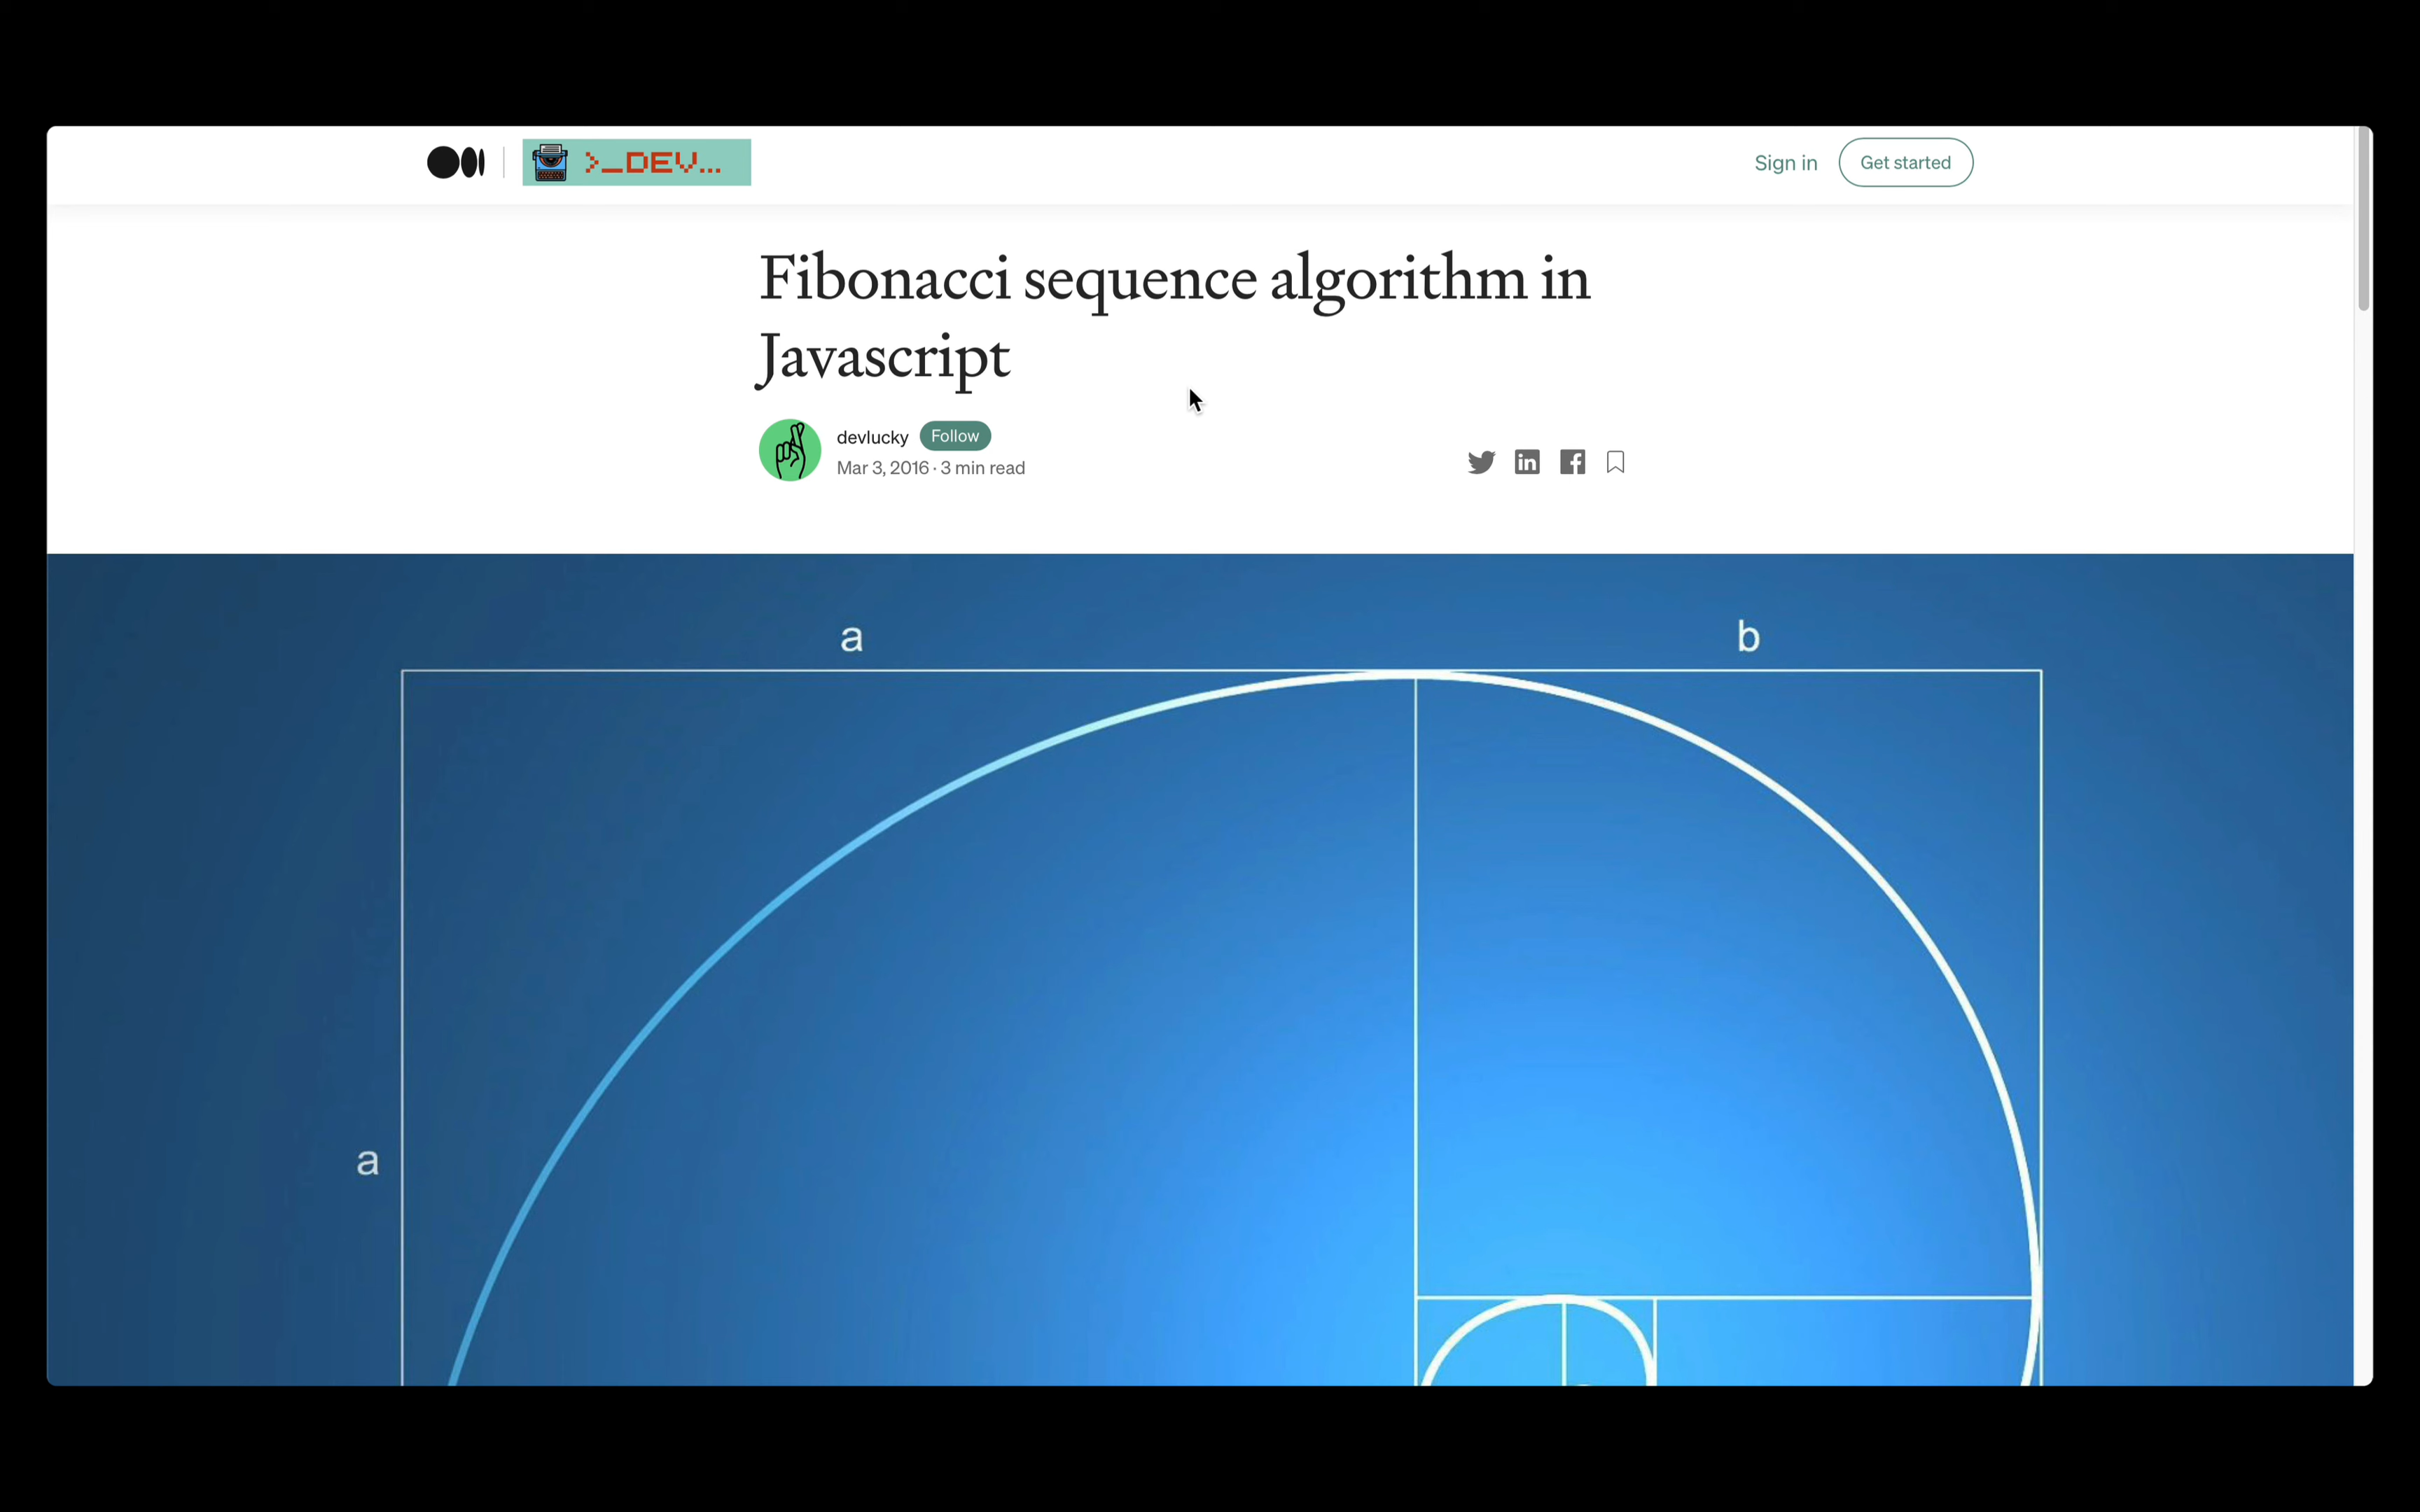 >_DEV...
Sign in
Get started
Fibonacci sequence algorithm in
Javascript
devlucky
Follow
Mar 3, 2016 · 3 min read
a
b
a